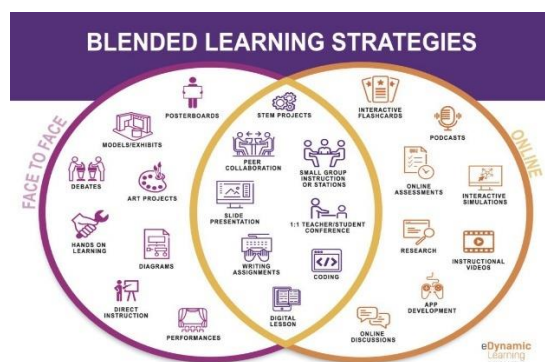 BLENDED LEARNING STRATEGIES
FACE TO FACE
POSTERBOARDS
MODELS/EXHIBITS
DEBATES
ART PROJECTS
HANDS ON
LEARNING
DIAGRAMS
DIRECT
INSTRUCTION
PERFORMANCES
STEM PROJECTS
PEER
COLLABORATION
SMALL GROUP
INSTRUCTION
OR STATIONS
SLIDE
PRESENTATION
1:1 TEACHER/STUDENT
CONFERENCE
WRITING
ASSIGNMENTS
CODING
DIGITAL
LESSON
ONLINE
INTERACTIVE
FLASHCARDS
PODCASTS
ONLINE
ASSESSMENTS
INTERACTIVE
SIMULATIONS
RESEARCH
INSTRUCTIONAL
VIDEOS
APP
DEVELOPMENT
ONLINE
DISCUSSIONS
eDynamic
Learning